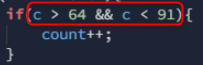 if(c > 64 && c < 91){
count++;
}